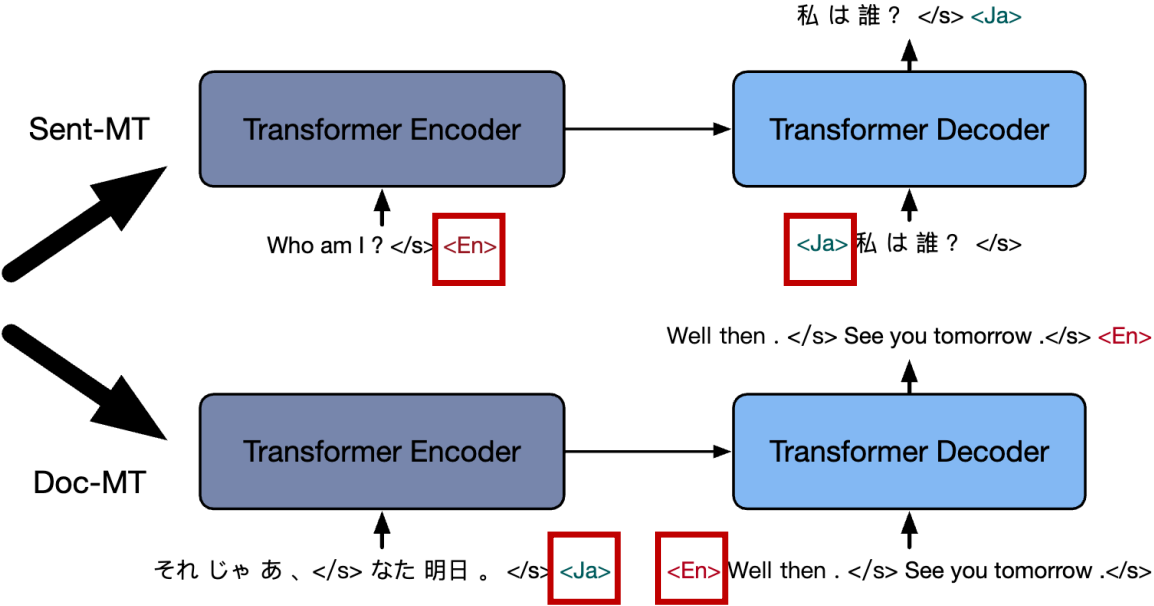 私 は 誰 ? </s> <Ja>
Sent-MT
Transformer Encoder
Transformer Decoder
Who am I ? </s> <En>
<Ja> 私 は 誰 ? </s>
Well then . </s> See you tomorrow .</s> <En>
Transformer Encoder
Transformer Decoder
Doc-MT
それ じゃ あ 、</s> なた 明日 。 </s> <Ja>
<En> Well then . </s> See you tomorrow .</s>